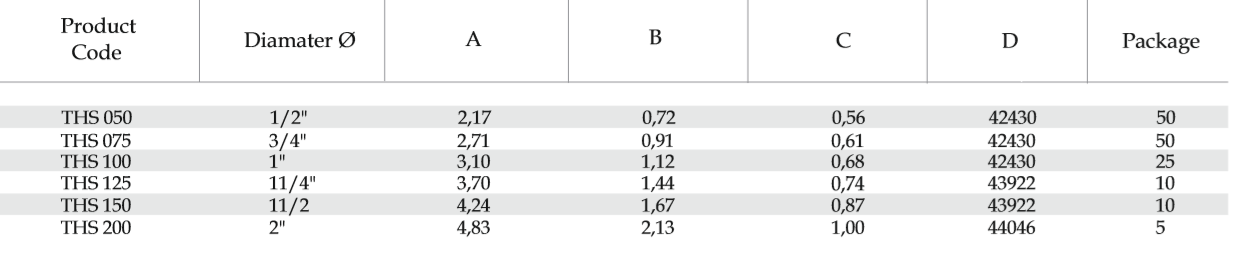 Product Code Diamater Ø A B C D Package
THS 050 1/2" 2,17 0,72 0,56 42430 50
THS 075 3/4" 2,71 0,91 0,61 42430 50
THS 100 1" 3,10 1,12 0,68 42430 25
THS 125 11/4" 3,70 1,44 0,74 43922 10
THS 150 11/2 4,24 1,67 0,87 43922 10
THS 200 2" 4,83 2,13 1,00 44046 5